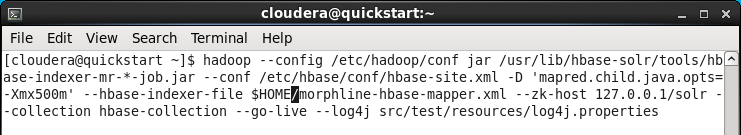 cloudera@quickstart:~
File Edit View Search Terminal Help
[cloudera@quickstart ~]$ hadoop --config /etc/hadoop/conf jar /usr/lib/hbase-solr/tools/hb
ase-indexer-mr-*-job.jar --conf /etc/hbase/conf/hbase-site.xml -D 'mapred.child.java.opts=
-Xmx500m' --hbase-indexer-file $HOME/morphline-hbase-mapper.xml --zk-host 127.0.0.1/solr -
-collection hbase-collection --go-live --log4j src/test/resources/log4j.properties